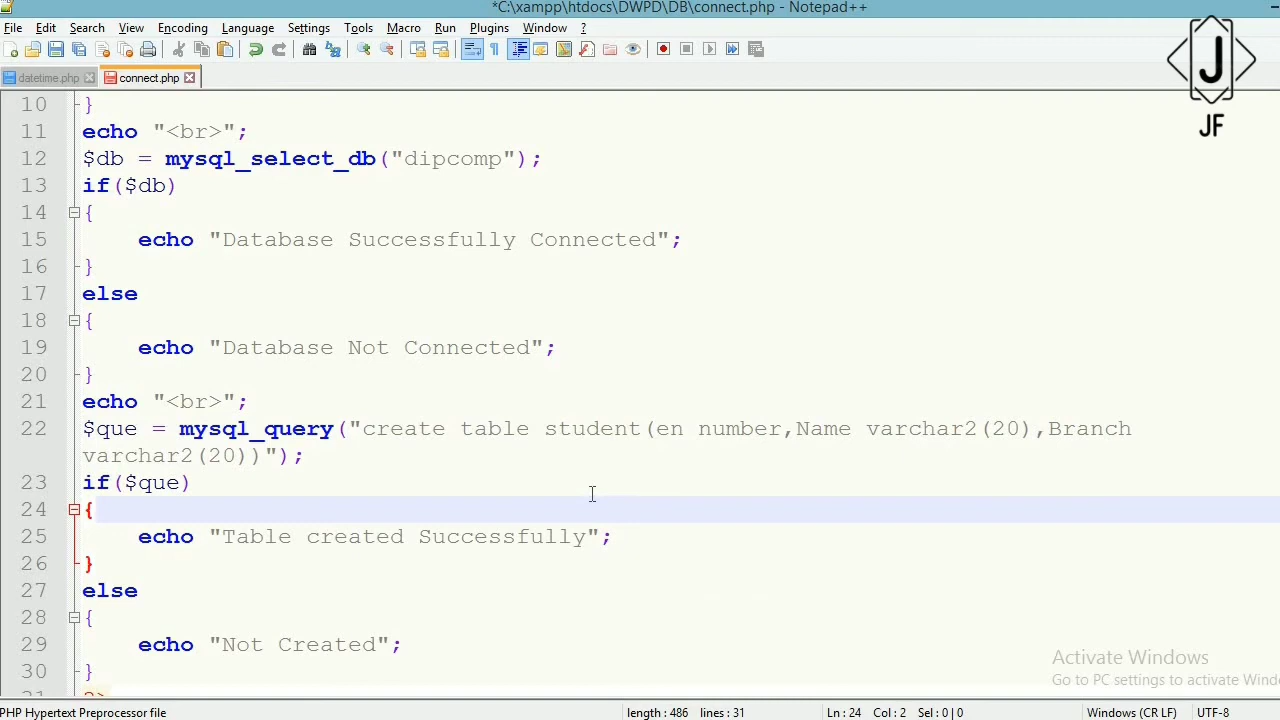 *C:\xampp\htdocs\DWPD\DB\connect.php - Notepad++
File Edit Search View Encoding Language Settings Tools Macro Run Plugins Window ?
datetime.php connect.php
J
JF
10 }
11 echo "<br>";
12 $db = mysql_select_db("dipcomp");
13 if($db)
14 {
15 echo "Database Successfully Connected";
16 }
17 else
18 {
19 echo "Database Not Connected";
20 }
21 echo "<br>";
22 $que = mysql_query("create table student(en number,Name varchar2(20),Branch
varchar2(20))");
23 if($que)
24 {
25 echo "Table created Successfully";
26 }
27 else
28 {
29 echo "Not Created";
30 }
31 ?>
Activate Windows
Go to PC settings to activate Wind
PHP Hypertext Preprocessor file length : 486 lines : 31 Ln : 24 Col : 2 Sel : 0 | 0 Windows (CR LF) UTF-8